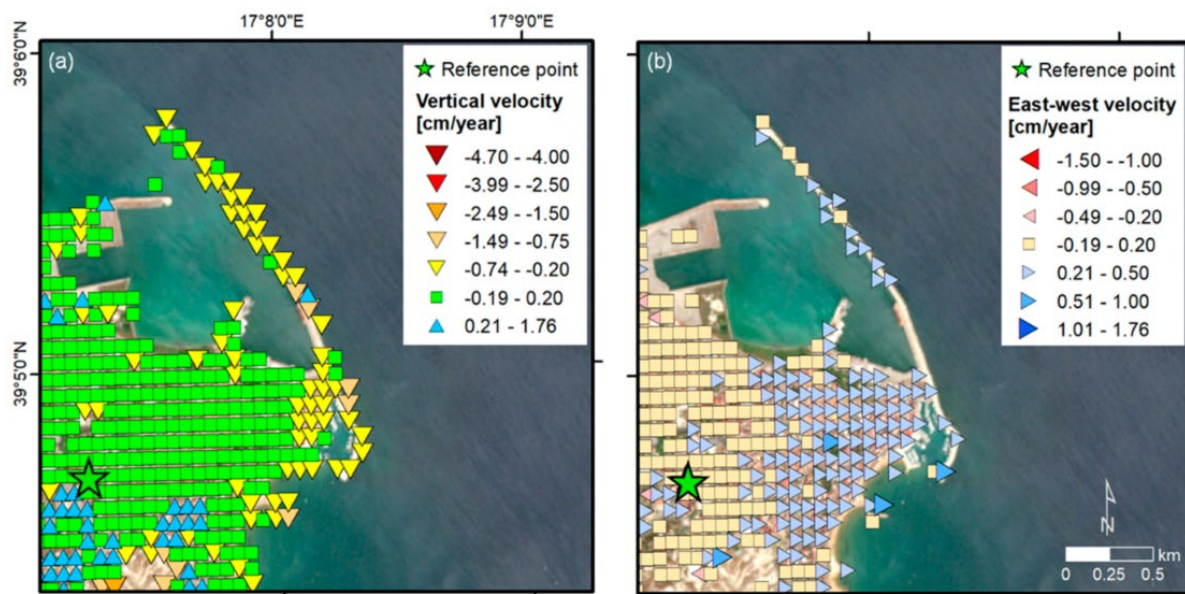 17°8'0"E 17°9'0"E
39°6'0"N
39°5'0"N
(a)
Reference point
Vertical velocity
[cm/year]
-4.70 - -4.00
-3.99 - -2.50
-2.49 - -1.50
-1.49 - -0.75
-0.74 - -0.20
-0.19 - 0.20
0.21 - 1.76
(b)
Reference point
East-west velocity
[cm/year]
-1.50 - -1.00
-0.99 - -0.50
-0.49 - -0.20
-0.19 - 0.20
0.21 - 0.50
0.51 - 1.00
1.01 - 1.76
N
km
0 0.25 0.5